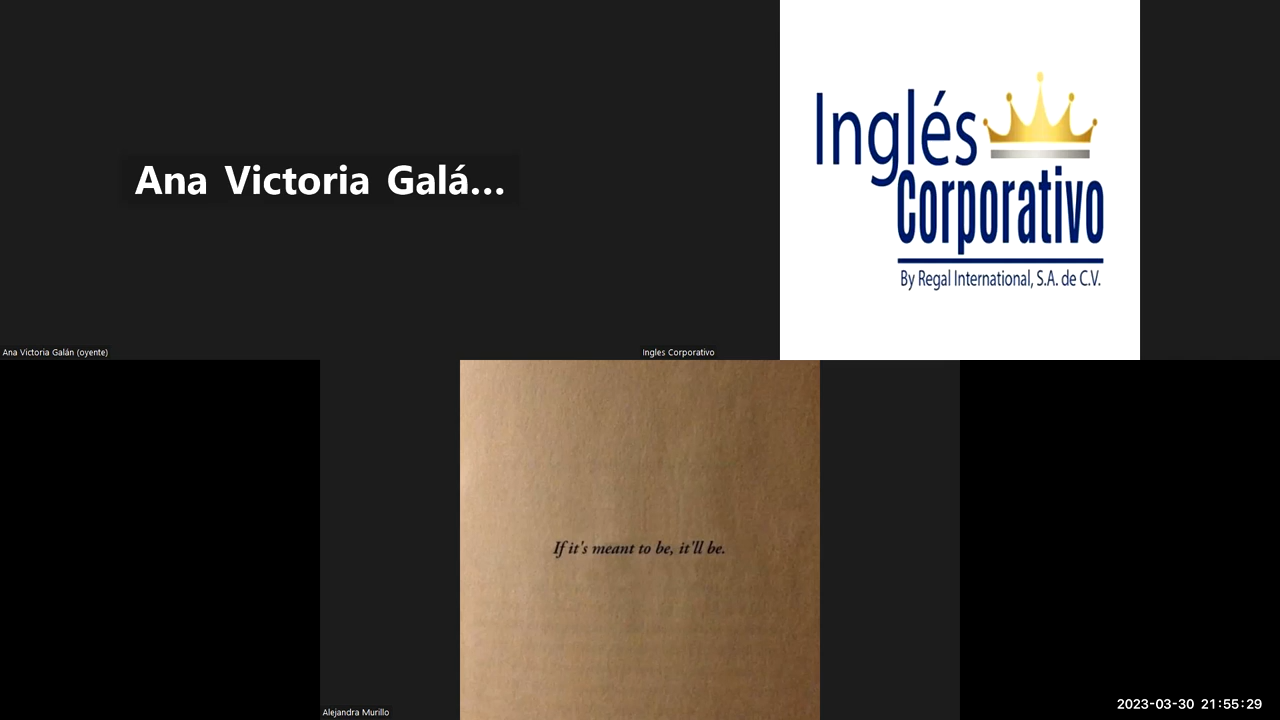 Ana Victoria Galá...
Inglés
Corporativo
By Regal International, S.A. de C.V.
Ana Victoria Galán (oyente)
Ingles Corporativo
If it's meant to be, it'll be.
Alejandra Murillo
2023-03-30 21:55:29